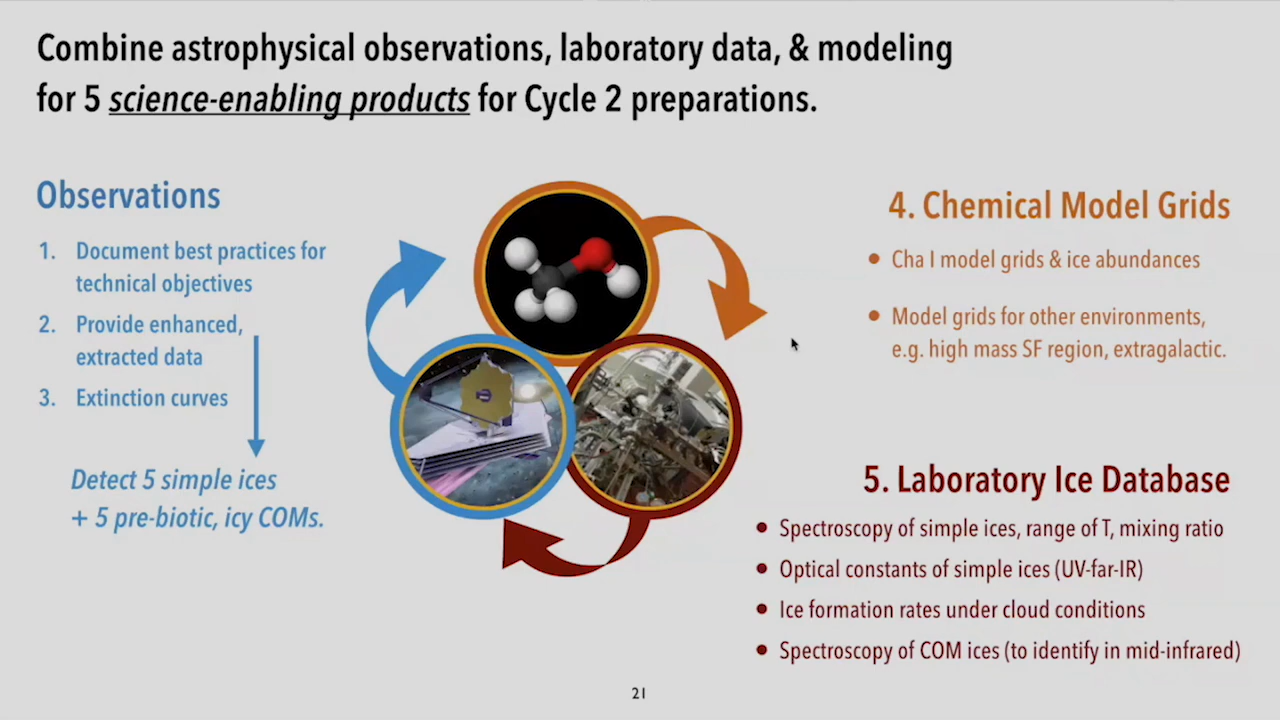 Combine astrophysical observations, laboratory data, & modeling
for 5 science-enabling products for Cycle 2 preparations.
Observations
1. Document best practices for
technical objectives
2. Provide enhanced,
extracted data
3. Extinction curves
Detect 5 simple ices
+ 5 pre-biotic, icy COMs.
4. Chemical Model Grids
• Cha I model grids & ice abundances
• Model grids for other environments,
e.g. high mass SF region, extragalactic.
5. Laboratory Ice Database
• Spectroscopy of simple ices, range of T, mixing ratio
• Optical constants of simple ices (UV-far-IR)
• Ice formation rates under cloud conditions
• Spectroscopy of COM ices (to identify in mid-infrared)
21